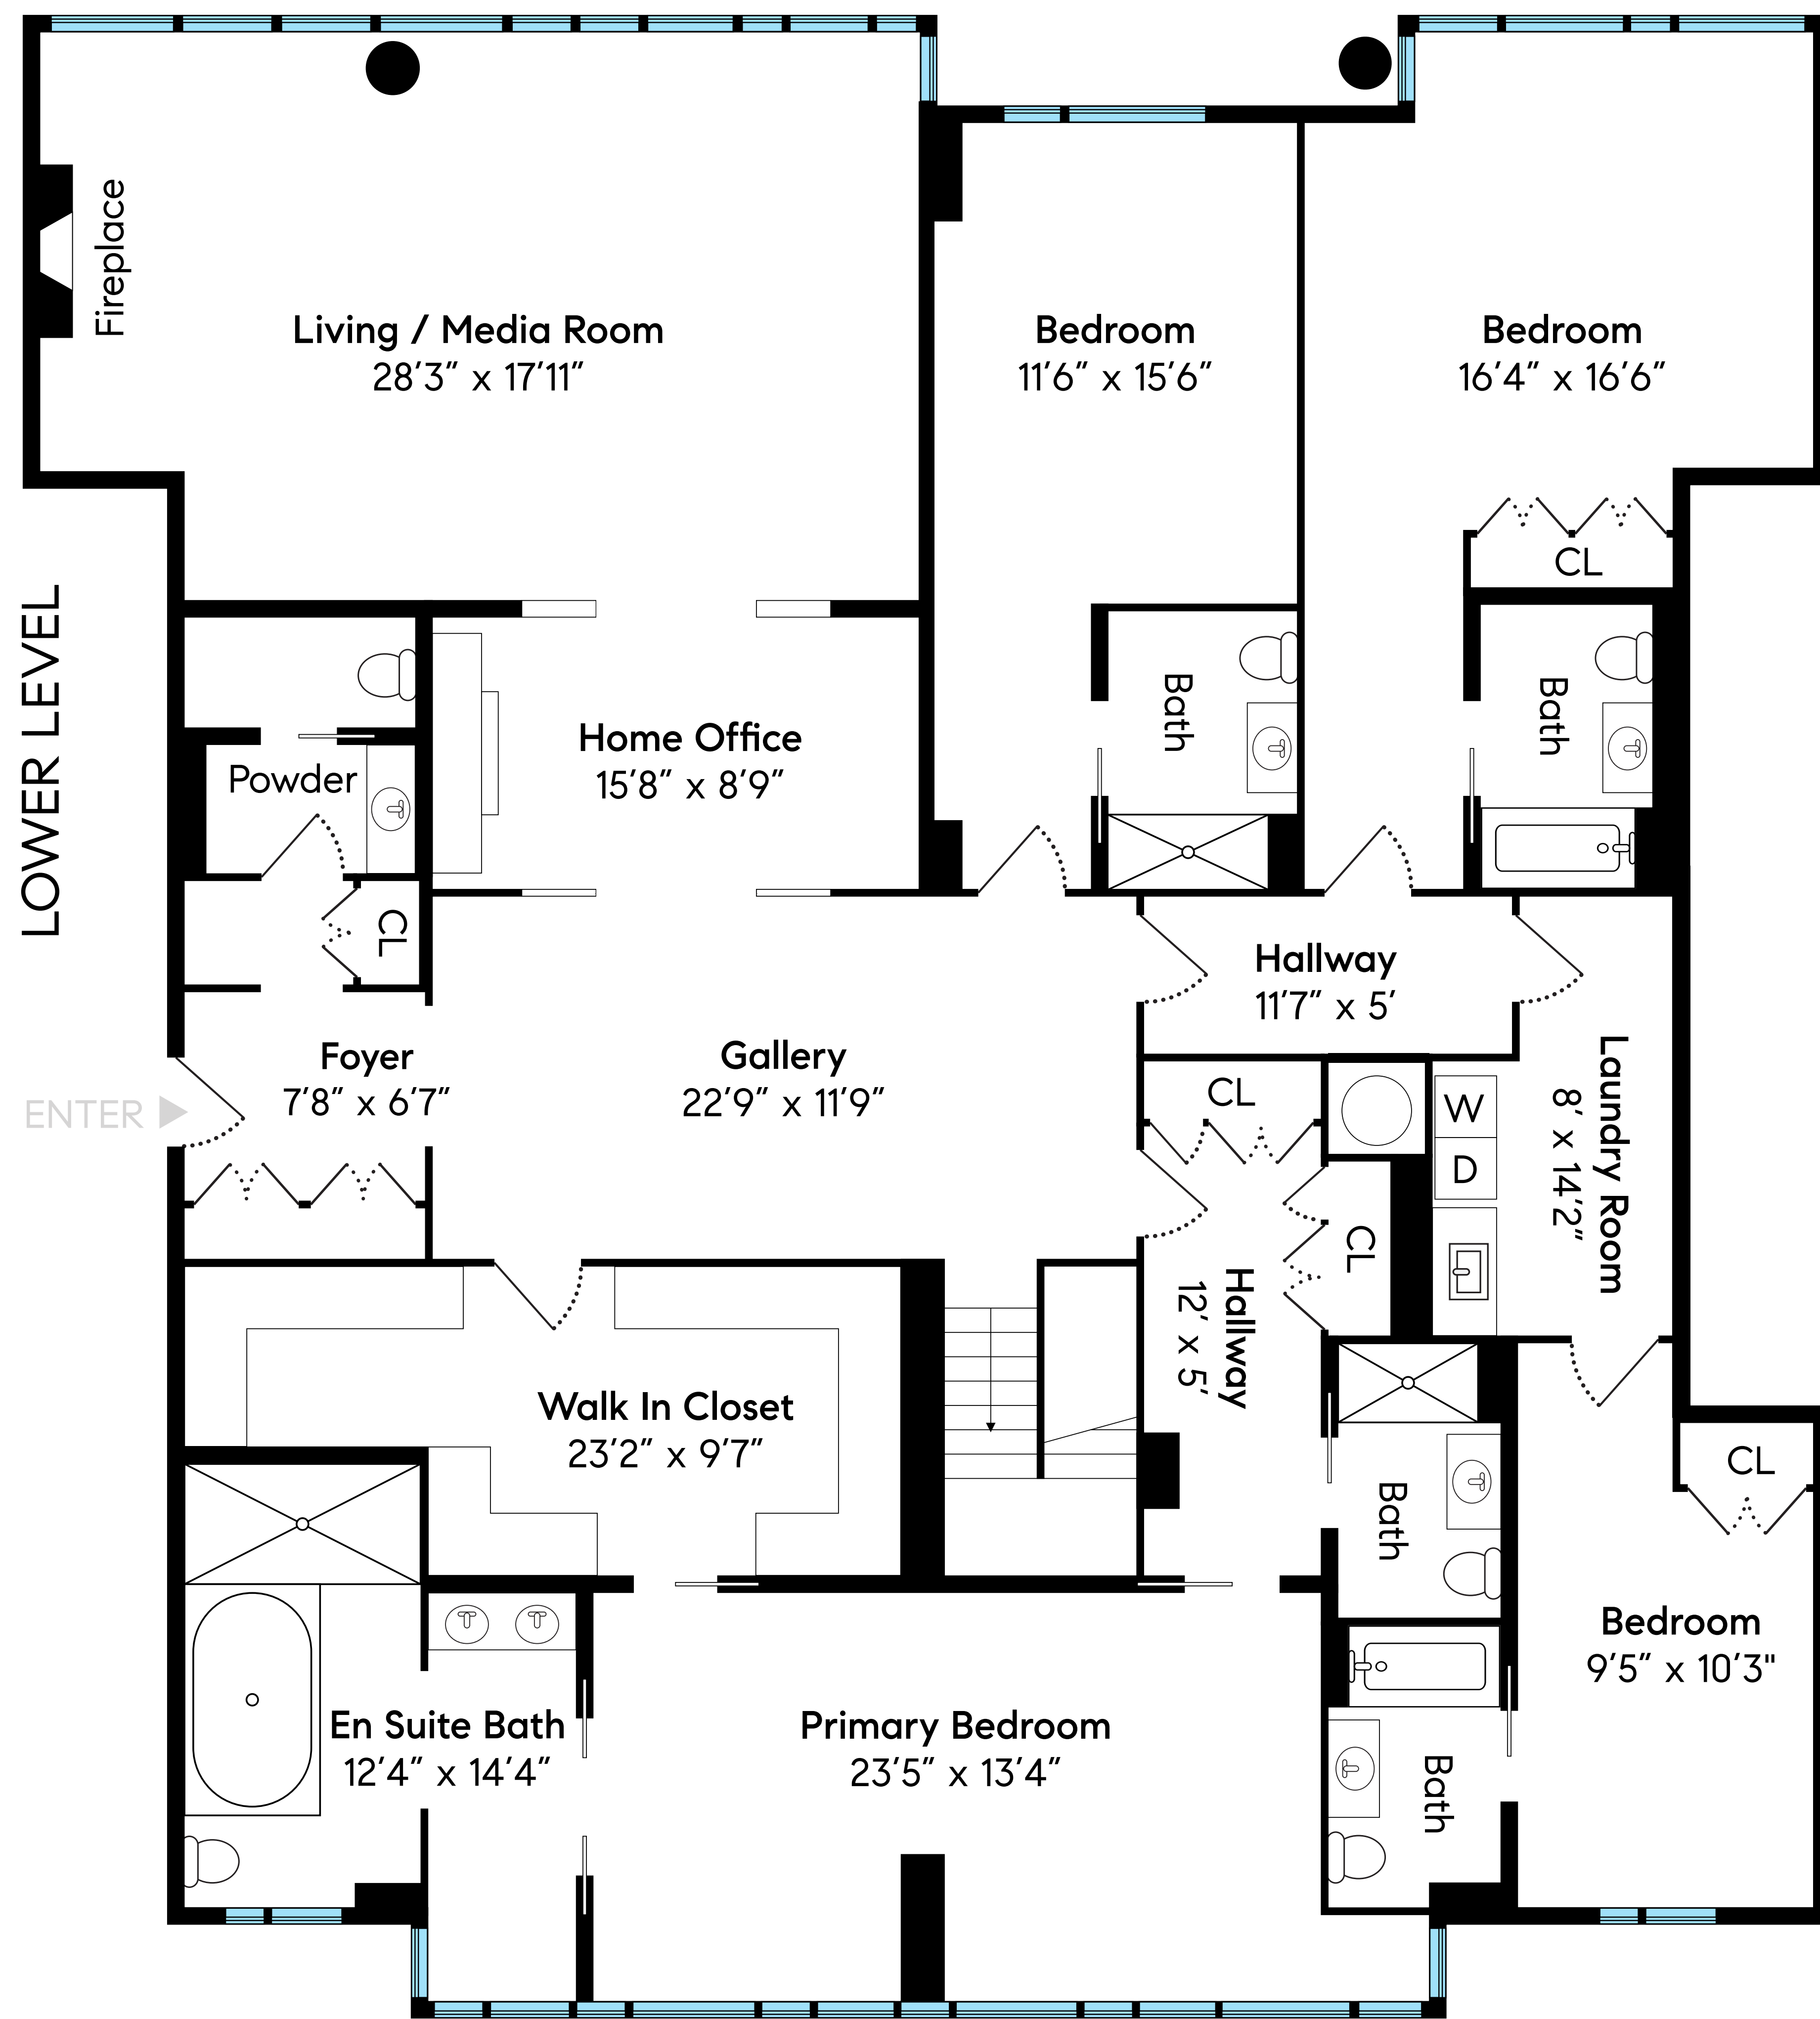 Fireplace
Living / Media Room
28'3" x 17'11"
Bedroom
11'6" x 15'6"
Bedroom
16'4" x 16'6"
CL
LOWER LEVEL
Powder
Home Office
15'8" x 8'9"
Bath
Bath
CL
Hallway
11'7" x 5'
Foyer
7'8" x 6'7"
ENTER
Gallery
22'9" x 11'9"
CL
W
D
Laundry Room
8' x 14'2"
CL
Hallway
12' x 5'
Walk In Closet
23'2" x 9'7"
CL
Bath
Bedroom
9'5" x 10'3"
En Suite Bath
12'4" x 14'4"
Primary Bedroom
23'5" x 13'4"
Bath